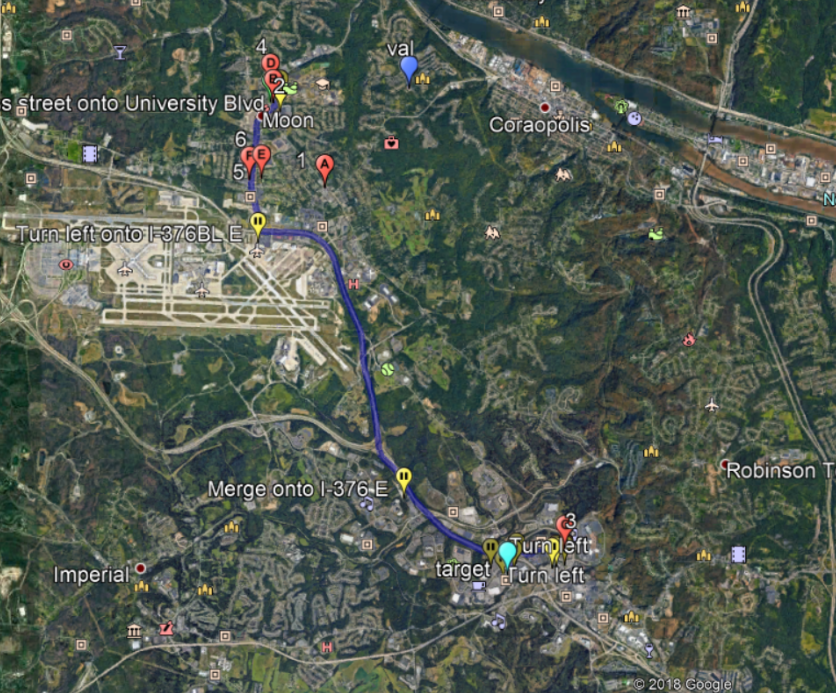 4
val
D
2
s street onto University Blvd.
Moon
Coraopolis
6
F E
5
1
A
Turn left onto I-376BL E
H
Merge onto I-376 E
3
Robinson T
Turn left
target
Turn left
Imperial
H
© 2018 Google